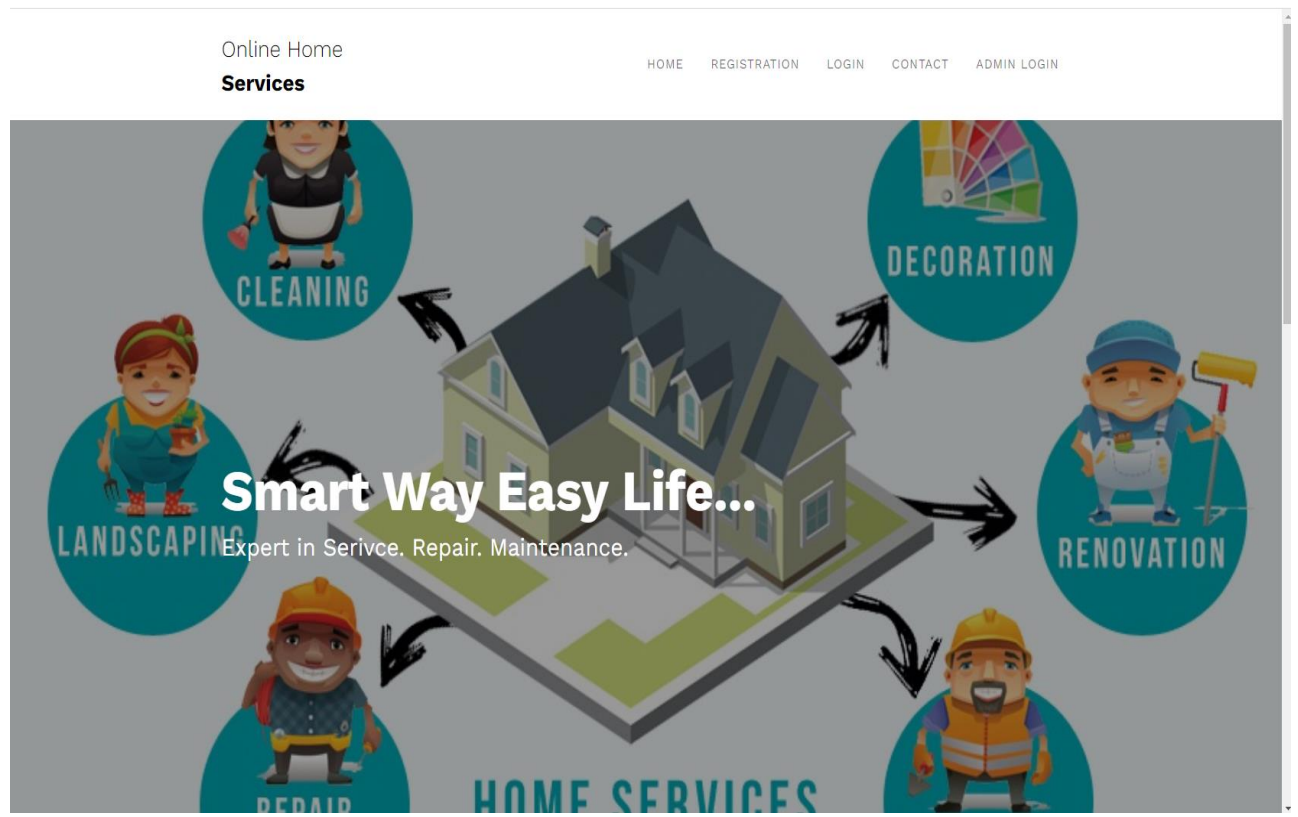 Online Home
Services
HOME REGISTRATION LOGIN CONTACT ADMIN LOGIN
CLEANING
DECORATION
Smart Way Easy Life...
LANDSCAPING
Expert in Serivce. Repair. Maintenance.
RENOVATION
REPAIR
HOME SERVICES